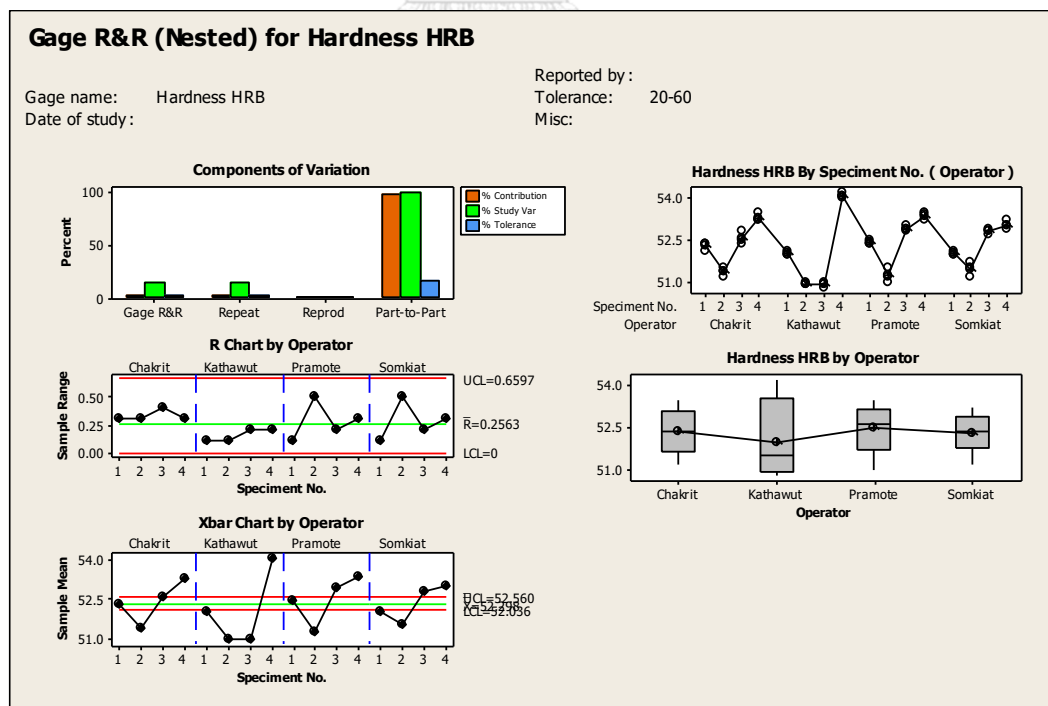 Gage R&R (Nested) for Hardness HRB
Gage name: Hardness HRB
Date of study:
Reported by:
Tolerance: 20-60
Misc:
Components of Variation
Percent
100
50
0
Gage R&R Repeat Reprod Part-to-Part
% Contribution
% Study Var
% Tolerance
R Chart by Operator
Chakrit Kathawut Pramote Somkiat
Sample Range
0.50
0.25
0.00
UCL=0.6597
R̅=0.2563
LCL=0
1 2 3 4 1 2 3 4 1 2 3 4 1 2 3 4
Speciment No.
Xbar Chart by Operator
Chakrit Kathawut Pramote Somkiat
Sample Mean
54.0
52.5
51.0
UCL=52.560
X̿=52.298
LCL=52.036
1 2 3 4 1 2 3 4 1 2 3 4 1 2 3 4
Speciment No.
Hardness HRB By Speciment No. ( Operator )
54.0
52.5
51.0
Speciment No. 1 2 3 4 1 2 3 4 1 2 3 4 1 2 3 4
Operator Chakrit Kathawut Pramote Somkiat
Hardness HRB by Operator
54.0
52.5
51.0
Chakrit Kathawut Pramote Somkiat
Operator